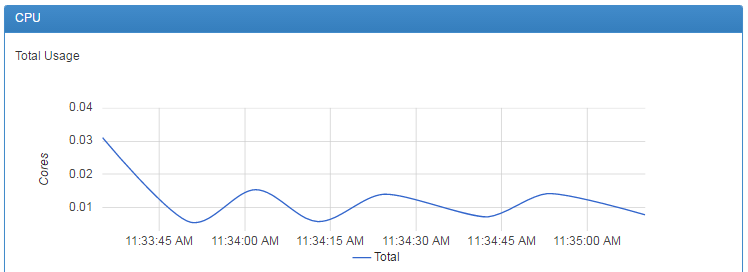 CPU
Total Usage
0.04
0.03
0.02
0.01
Cores
11:33:45 AM 11:34:00 AM 11:34:15 AM 11:34:30 AM 11:34:45 AM 11:35:00 AM
Total